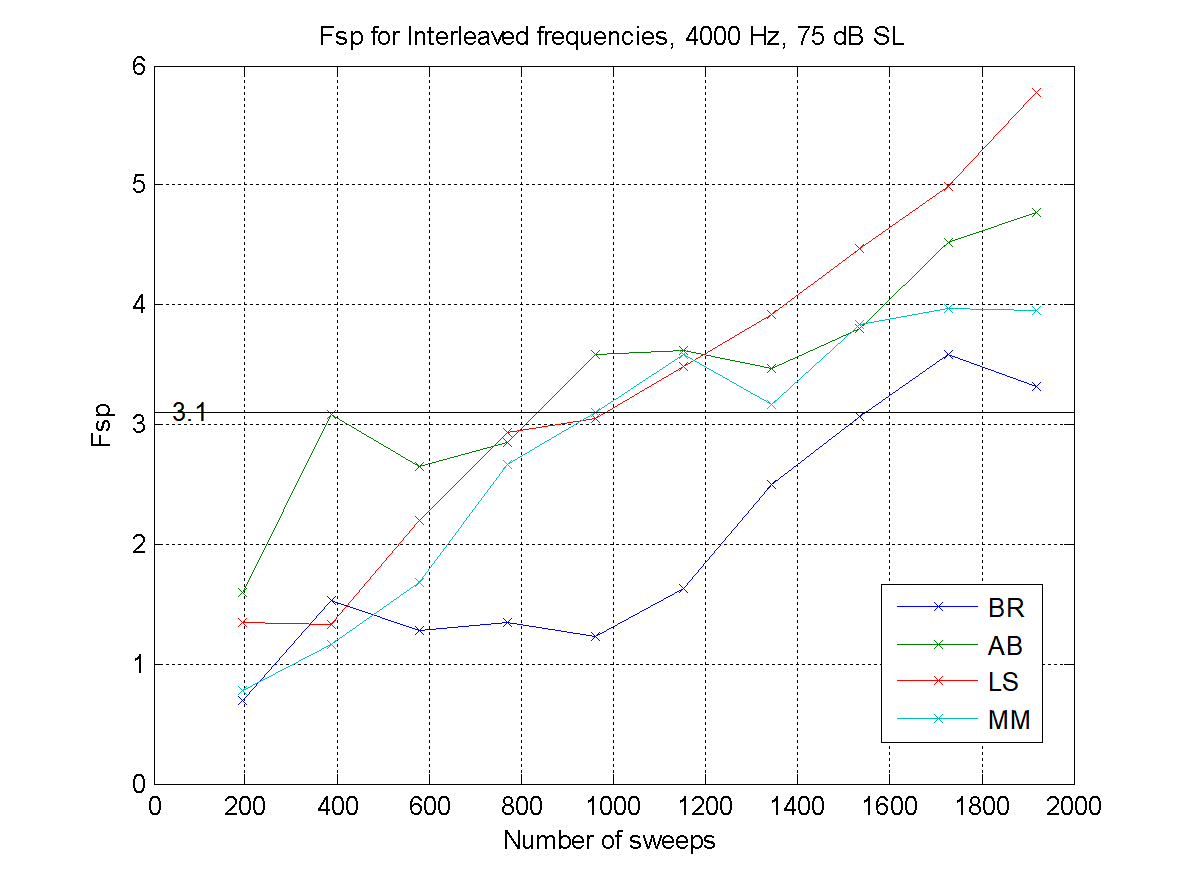 Fsp for Interleaved frequencies, 4000 Hz, 75 dB SL
6
5
4
3
2
1
0
Fsp
3.1
BR
AB
LS
MM
0 200 400 600 800 1000 1200 1400 1600 1800 2000
Number of sweeps